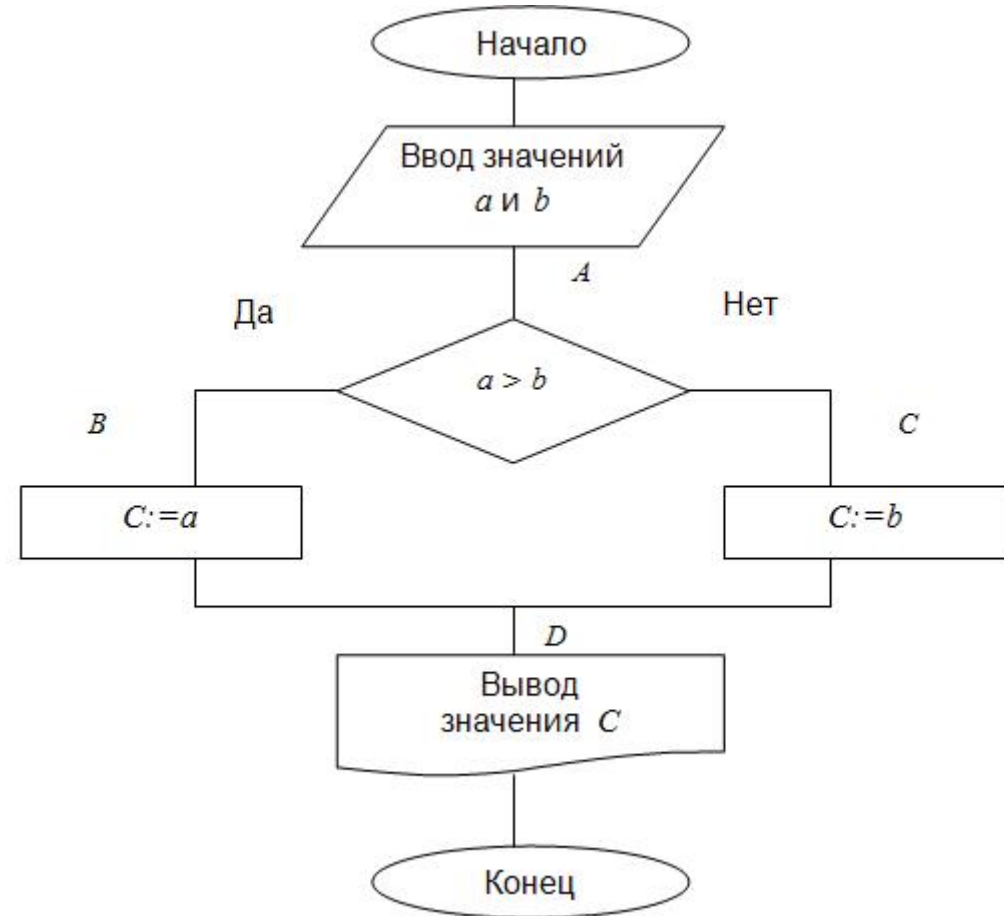 Начало
Ввод значений
a и b
A
Да
Нет
a > b
B
C
C:=a
C:=b
D
Вывод
значения C
Конец